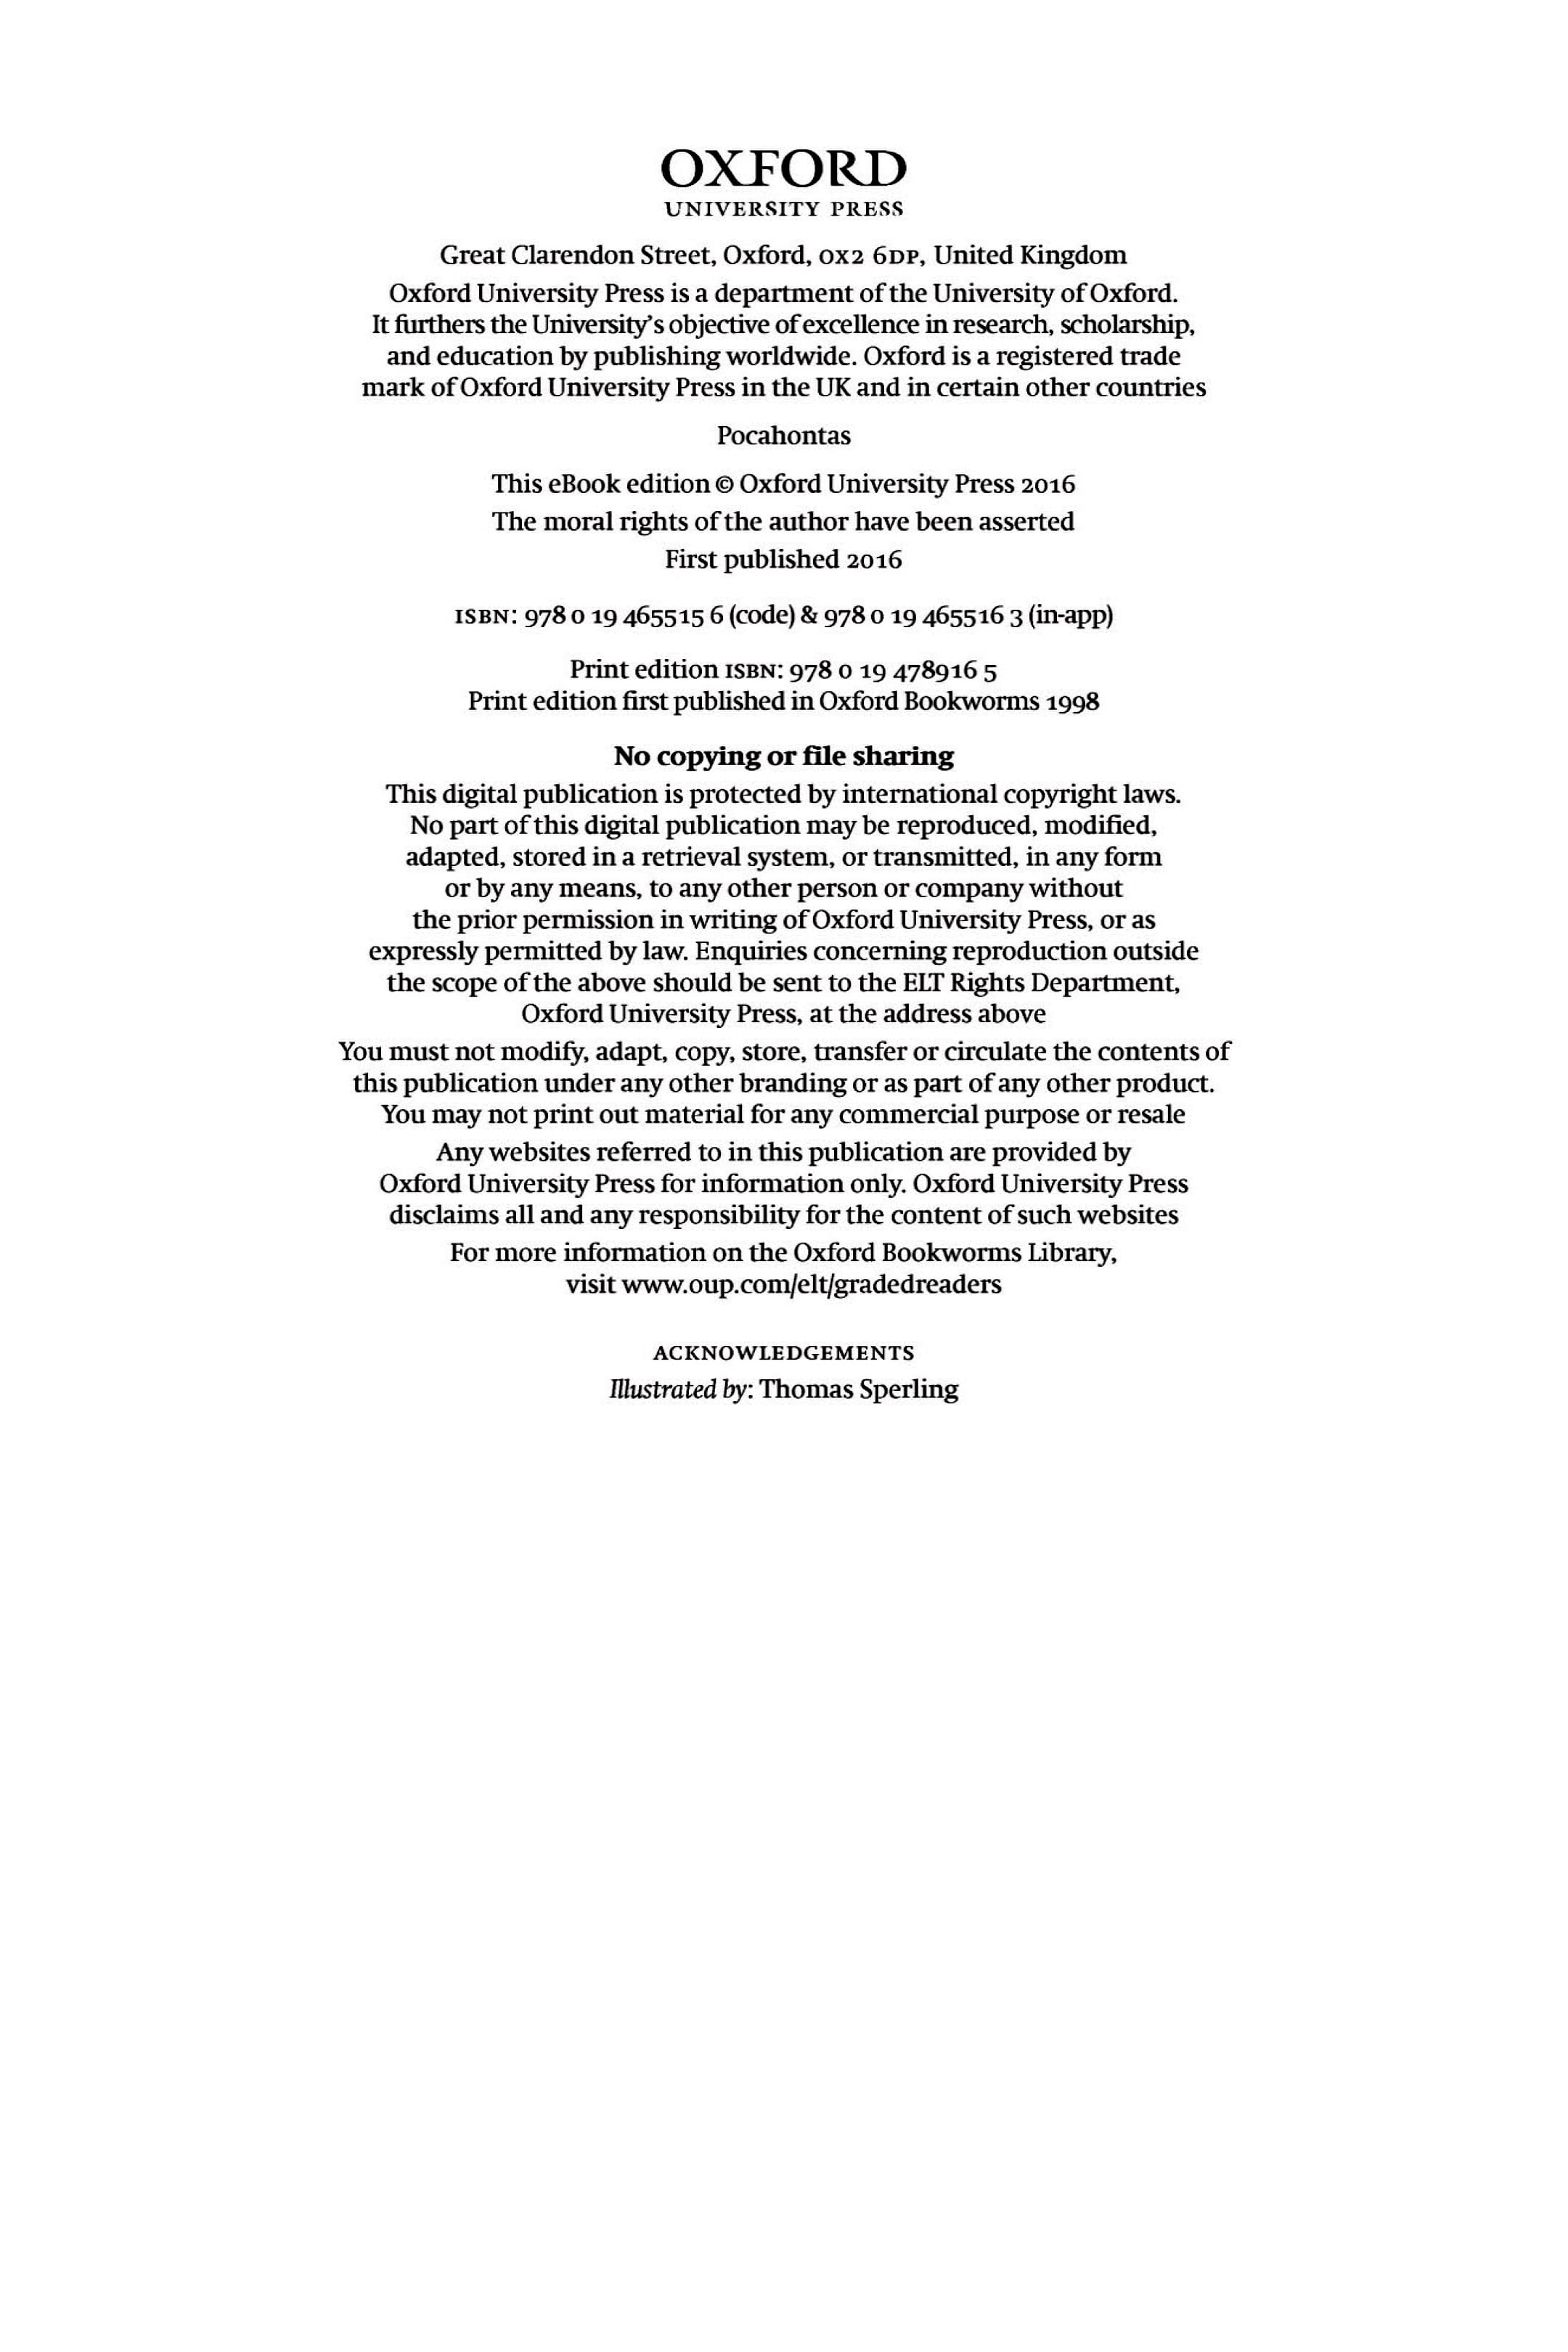 OXFORD
UNIVERSITY PRESS
Great Clarendon Street, Oxford, OX2 6DP, United Kingdom
Oxford University Press is a department of the University of Oxford.
It furthers the University’s objective of excellence in research, scholarship,
and education by publishing worldwide. Oxford is a registered trade
mark of Oxford University Press in the UK and in certain other countries
Pocahontas
This eBook edition © Oxford University Press 2016
The moral rights of the author have been asserted
First published 2016
ISBN: 978 0 19 465515 6 (code) & 978 0 19 465516 3 (in-app)
Print edition ISBN: 978 0 19 478916 5
Print edition first published in Oxford Bookworms 1998
No copying or file sharing
This digital publication is protected by international copyright laws.
No part of this digital publication may be reproduced, modified,
adapted, stored in a retrieval system, or transmitted, in any form
or by any means, to any other person or company without
the prior permission in writing of Oxford University Press, or as
expressly permitted by law. Enquiries concerning reproduction outside
the scope of the above should be sent to the ELT Rights Department,
Oxford University Press, at the address above
You must not modify, adapt, copy, store, transfer or circulate the contents of
this publication under any other branding or as part of any other product.
You may not print out material for any commercial purpose or resale
Any websites referred to in this publication are provided by
Oxford University Press for information only. Oxford University Press
disclaims all and any responsibility for the content of such websites
For more information on the Oxford Bookworms Library,
visit www.oup.com/elt/gradedreaders
ACKNOWLEDGEMENTS
Illustrated by: Thomas Sperling